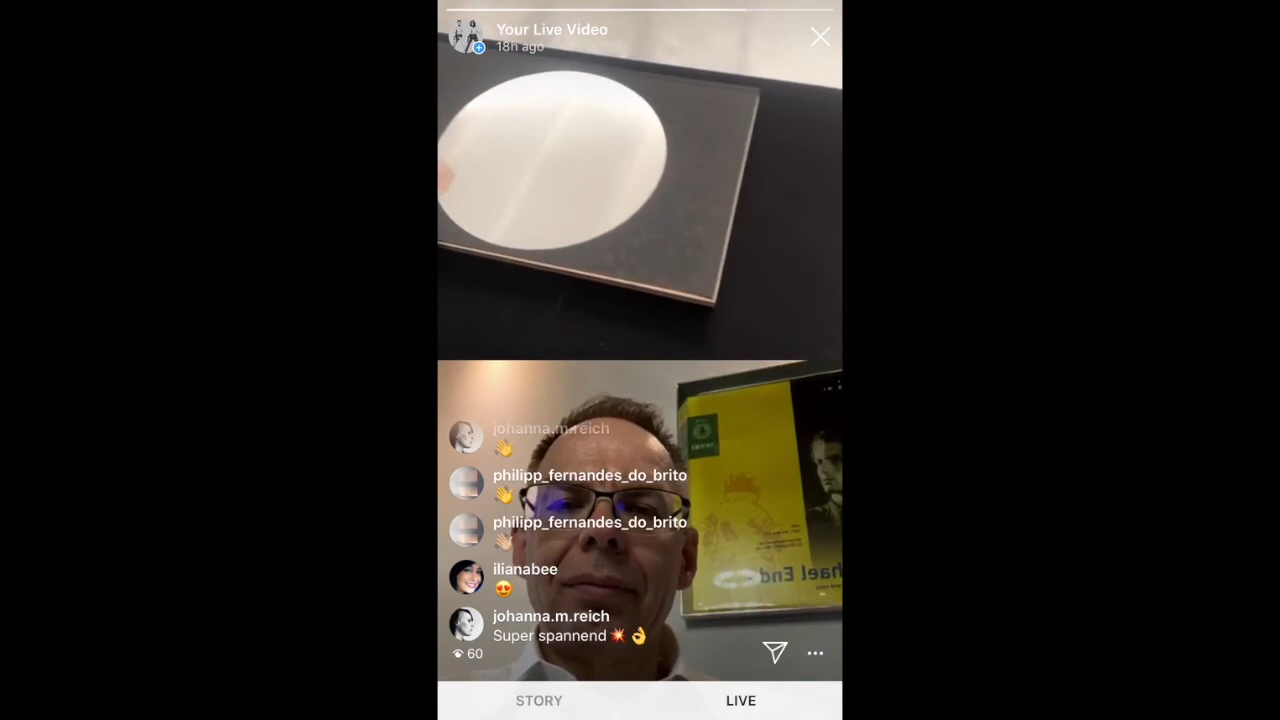 Your Live Video
18h ago
johanna.m.reich
👋
philipp_fernandes_do_brito
👋
philipp_fernandes_do_brito
👋🏼
ilianabee
😍
johanna.m.reich
Super spannend 💥 👌
60
hael End
STORY
LIVE